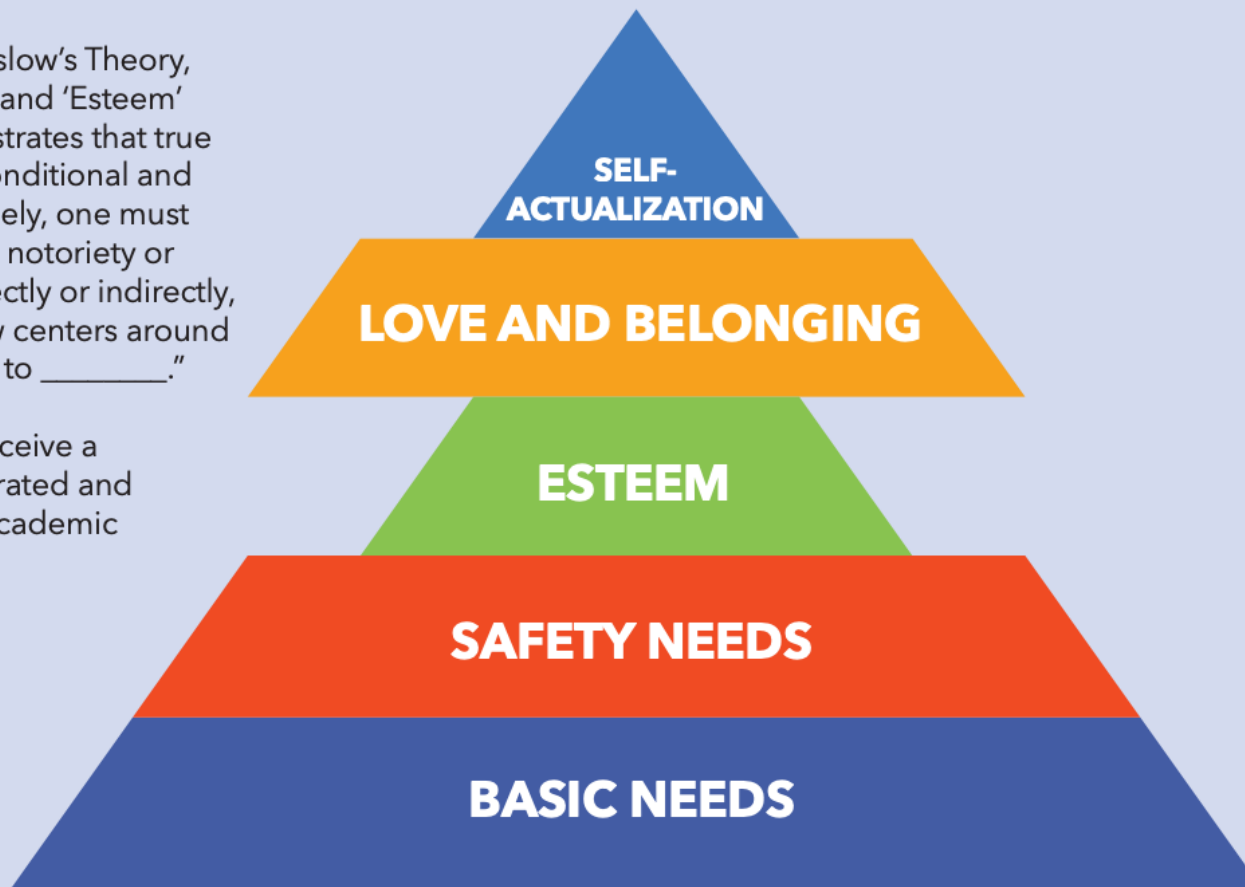 slow’s Theory,
and ‘Esteem’
strates that true
onditional and
ely, one must
notoriety or
ectly or indirectly,
centers around
to ________.”
ceive a
rated and
cademic
SELF-
ACTUALIZATION
LOVE AND BELONGING
ESTEEM
SAFETY NEEDS
BASIC NEEDS